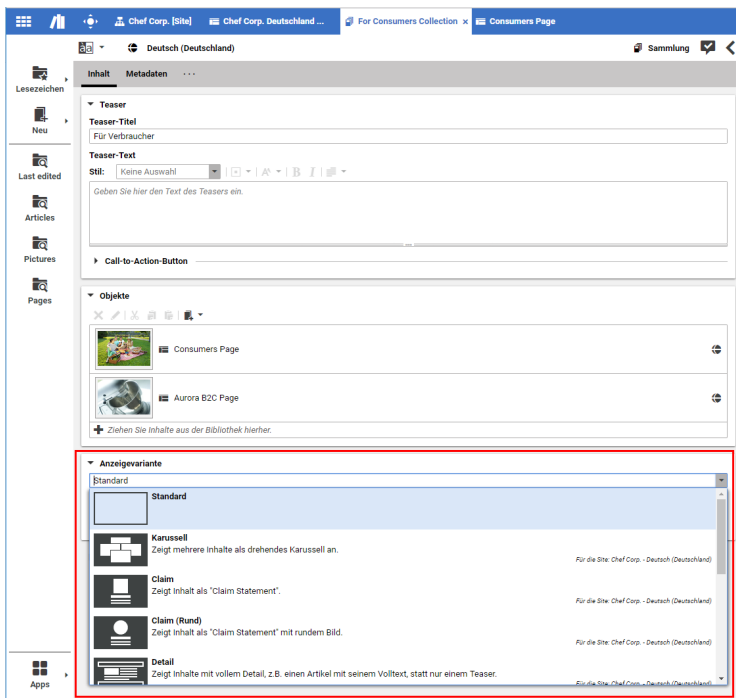 Chef Corp. [Site]
Chef Corp. Deutschland ...
For Consumers Collection ×
Consumers Page
Deutsch (Deutschland)
Sammlung
Lesezeichen
Neu
Last edited
Articles
Pictures
Pages
Apps
Inhalt Metadaten ...
Teaser
Teaser-Titel
Für Verbraucher
Teaser-Text
Stil: Keine Auswahl
Geben Sie hier den Text des Teasers ein.
Call-to-Action-Button
Objekte
Consumers Page
Aurora B2C Page
Ziehen Sie Inhalte aus der Bibliothek hierher.
Anzeigevariante
Standard
Standard
Karussell
Zeigt mehrere Inhalte als drehendes Karussell an.
Für die Site: Chef Corp. - Deutsch (Deutschland)
Claim
Zeigt Inhalt als "Claim Statement".
Für die Site: Chef Corp. - Deutsch (Deutschland)
Claim (Rund)
Zeigt Inhalt als "Claim Statement" mit rundem Bild.
Für die Site: Chef Corp. - Deutsch (Deutschland)
Detail
Zeigt Inhalte mit vollem Detail, z.B. einen Artikel mit seinem Volltext, statt nur einem Teaser.
Für die Site: Chef Corp. - Deutsch (Deutschland)